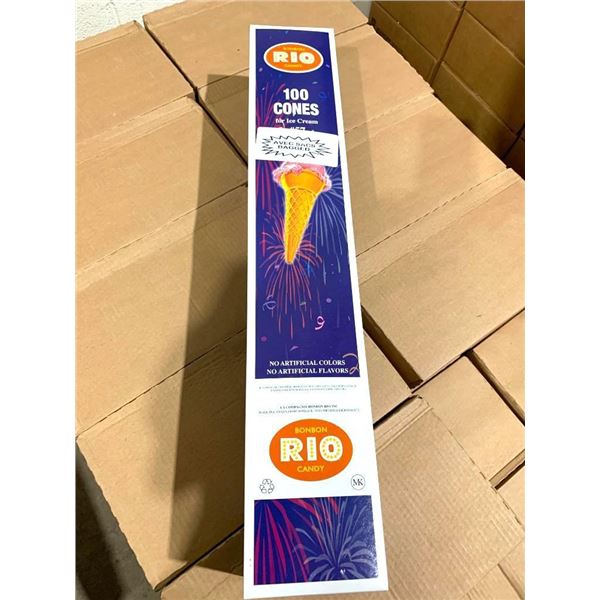 BONBON
RIO
CANDY
100
CONES
for Ice Cream
AVEC SACS
BAGGED
NO ARTIFICIAL COLORS
NO ARTIFICIAL FLAVORS
BONBON
RIO
CANDY
MK